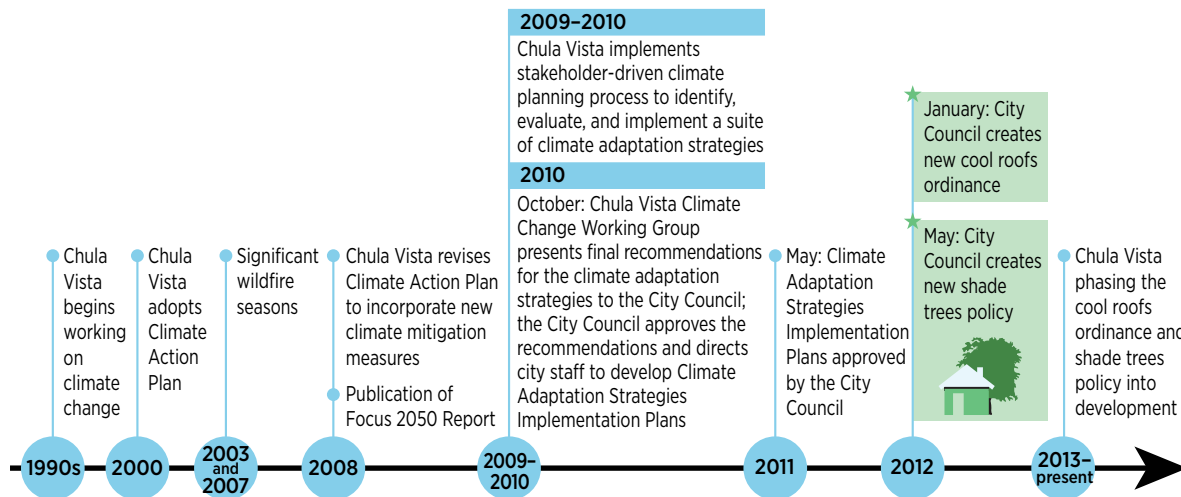 2009–2010
Chula Vista implements
stakeholder-driven climate
planning process to identify,
evaluate, and implement a suite
of climate adaptation strategies
2010
October: Chula Vista Climate
Change Working Group
presents final recommendations
for the climate adaptation
strategies to the City Council;
the City Council approves the
recommendations and directs
city staff to develop Climate
Adaptation Strategies
Implementation Plans
January: City
Council creates
new cool roofs
ordinance
May: City
Council creates
new shade
trees policy
Chula
Vista
begins
working
on
climate
change
Chula
Vista
adopts
Climate
Action
Plan
Significant
wildfire
seasons
Chula Vista revises
Climate Action Plan
to incorporate new
climate mitigation
measures
Publication of
Focus 2050 Report
May: Climate
Adaptation
Strategies
Implementation
Plans approved
by the City
Council
Chula Vista
phasing the
cool roofs
ordinance and
shade trees
policy into
development
1990s
2000
2003
and
2007
2008
2009–
2010
2011
2012
2013–
present